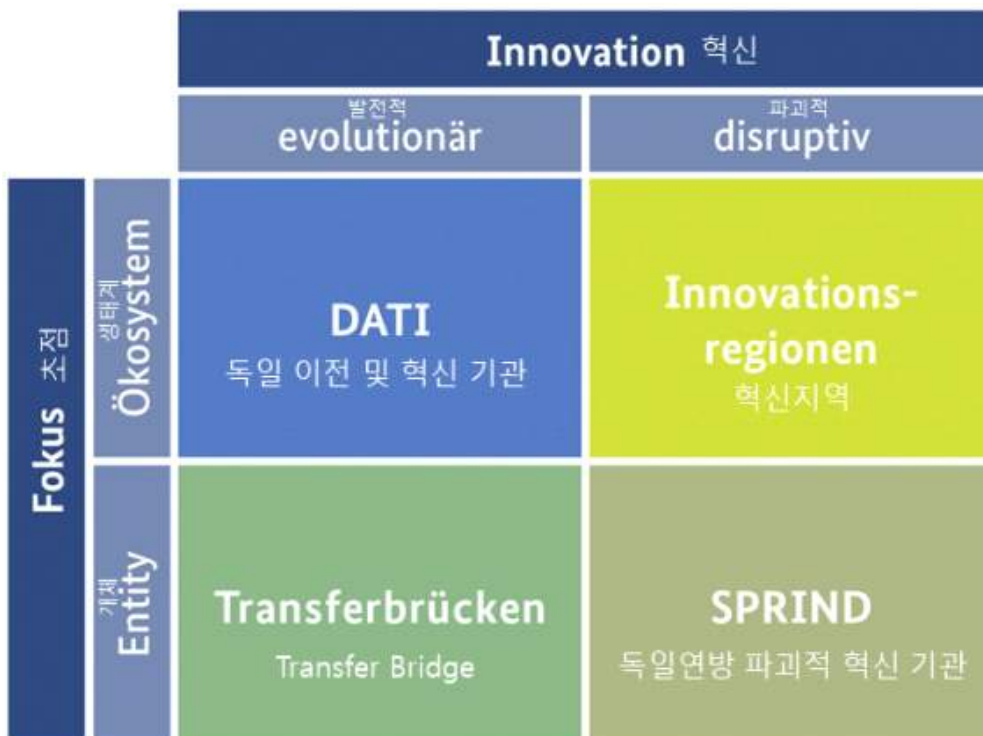 Innovation 혁신
발전적
evolutionär
파괴적
disruptiv
Fokus 초점
생태계
Ökosystem
DATI
독일 이전 및 혁신 기관
Innovations-
regionen
혁신지역
개체
Entity
Transferbrücken
Transfer Bridge
SPRIND
독일연방 파괴적 혁신 기관